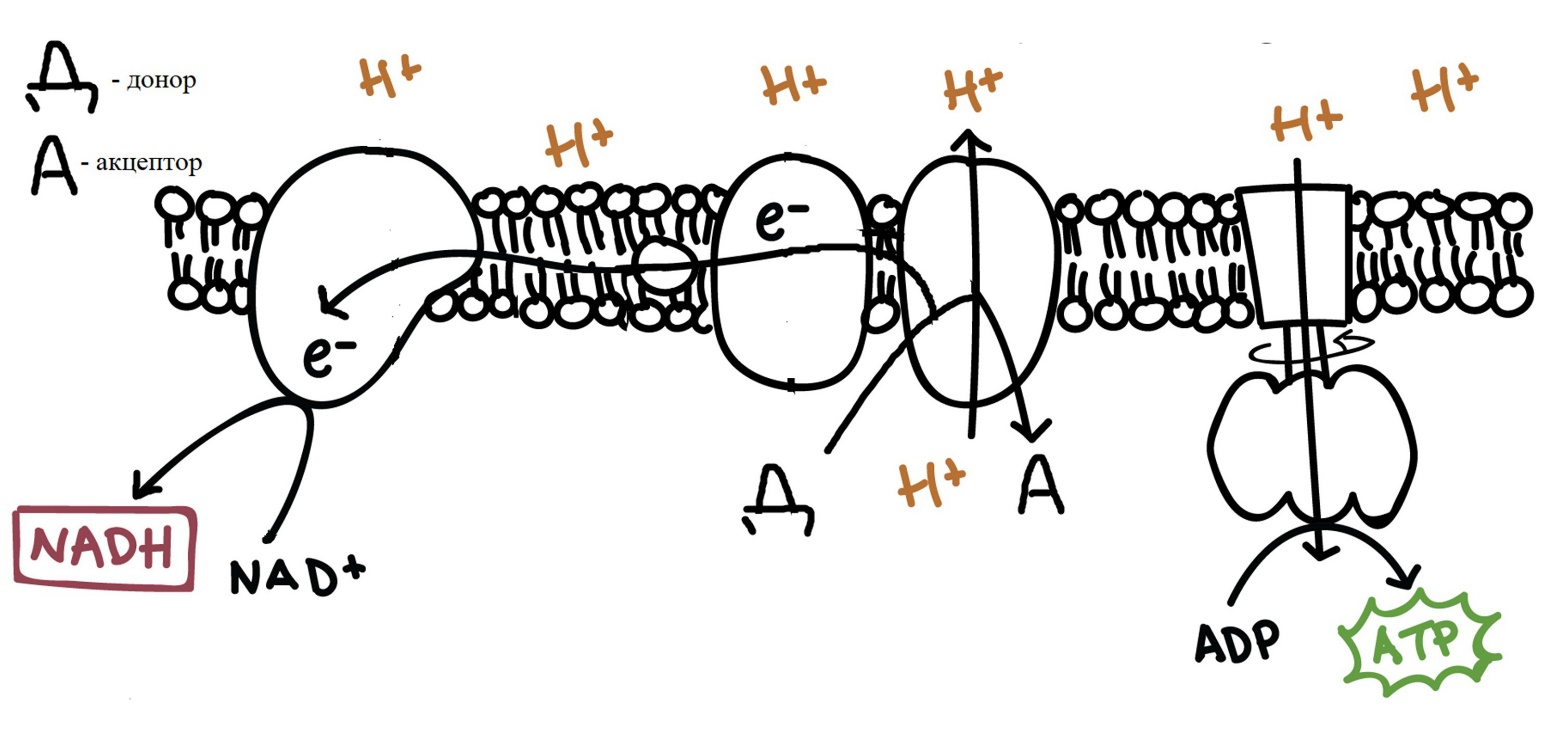 Д - донор
А - акцептор
H+
H+
H+
H+
H+
H+
e-
e-
H+
Д
А
NADH
NAD+
ADP
ATP